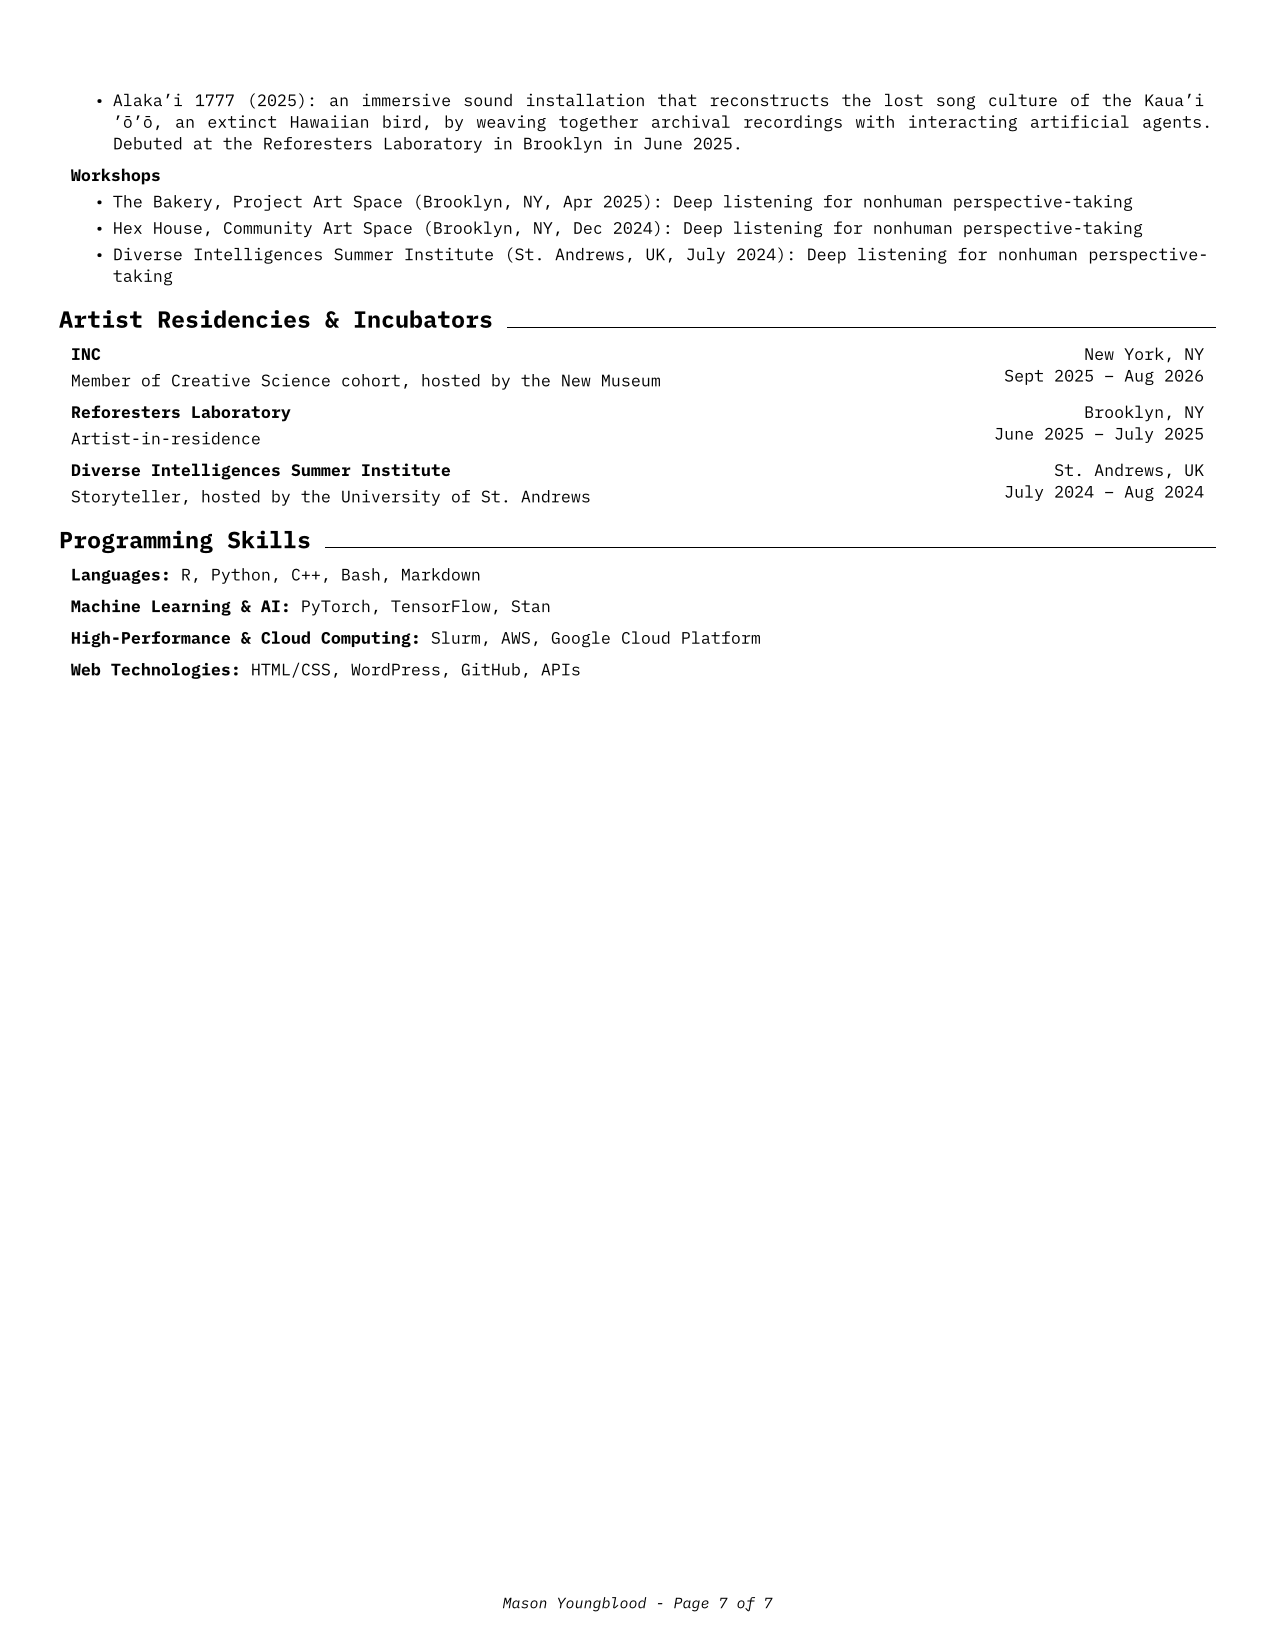 • Alaka’i 1777 (2025): an immersive sound installation that reconstructs the lost song culture of the Kaua’i
’ō’ō, an extinct Hawaiian bird, by weaving together archival recordings with interacting artificial agents.
Debuted at the Reforesters Laboratory in Brooklyn in June 2025.
Workshops
• The Bakery, Project Art Space (Brooklyn, NY, Apr 2025): Deep listening for nonhuman perspective-taking
• Hex House, Community Art Space (Brooklyn, NY, Dec 2024): Deep listening for nonhuman perspective-taking
• Diverse Intelligences Summer Institute (St. Andrews, UK, July 2024): Deep listening for nonhuman perspective-
taking
Artist Residencies & Incubators
INC New York, NY
Member of Creative Science cohort, hosted by the New Museum Sept 2025 – Aug 2026
Reforesters Laboratory Brooklyn, NY
Artist-in-residence June 2025 – July 2025
Diverse Intelligences Summer Institute St. Andrews, UK
Storyteller, hosted by the University of St. Andrews July 2024 – Aug 2024
Programming Skills
Languages: R, Python, C++, Bash, Markdown
Machine Learning & AI: PyTorch, TensorFlow, Stan
High-Performance & Cloud Computing: Slurm, AWS, Google Cloud Platform
Web Technologies: HTML/CSS, WordPress, GitHub, APIs
Mason Youngblood - Page 7 of 7